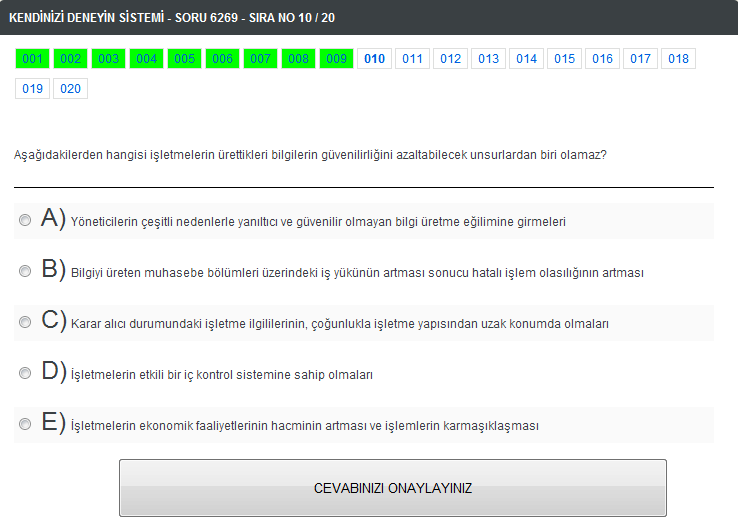 KENDİNİZİ DENEYİN SİSTEMİ - SORU 6269 - SIRA NO 10 / 20
001 002 003 004 005 006 007 008 009 010 011 012 013 014 015 016 017 018
019 020
Aşağıdakilerden hangisi işletmelerin ürettikleri bilgilerin güvenilirliğini azaltabilecek unsurlardan biri olamaz?
A) Yöneticilerin çeşitli nedenlerle yanıltıcı ve güvenilir olmayan bilgi üretme eğilimine girmeleri
B) Bilgiyi üreten muhasebe bölümleri üzerindeki iş yükünün artması sonucu hatalı işlem olasılığının artması
C) Karar alıcı durumundaki işletme ilgililerinin, çoğunlukla işletme yapısından uzak konumda olmaları
D) İşletmelerin etkili bir iç kontrol sistemine sahip olmaları
E) İşletmelerin ekonomik faaliyetlerinin hacminin artması ve işlemlerin karmaşıklaşması
CEVABINIZI ONAYLAYINIZ